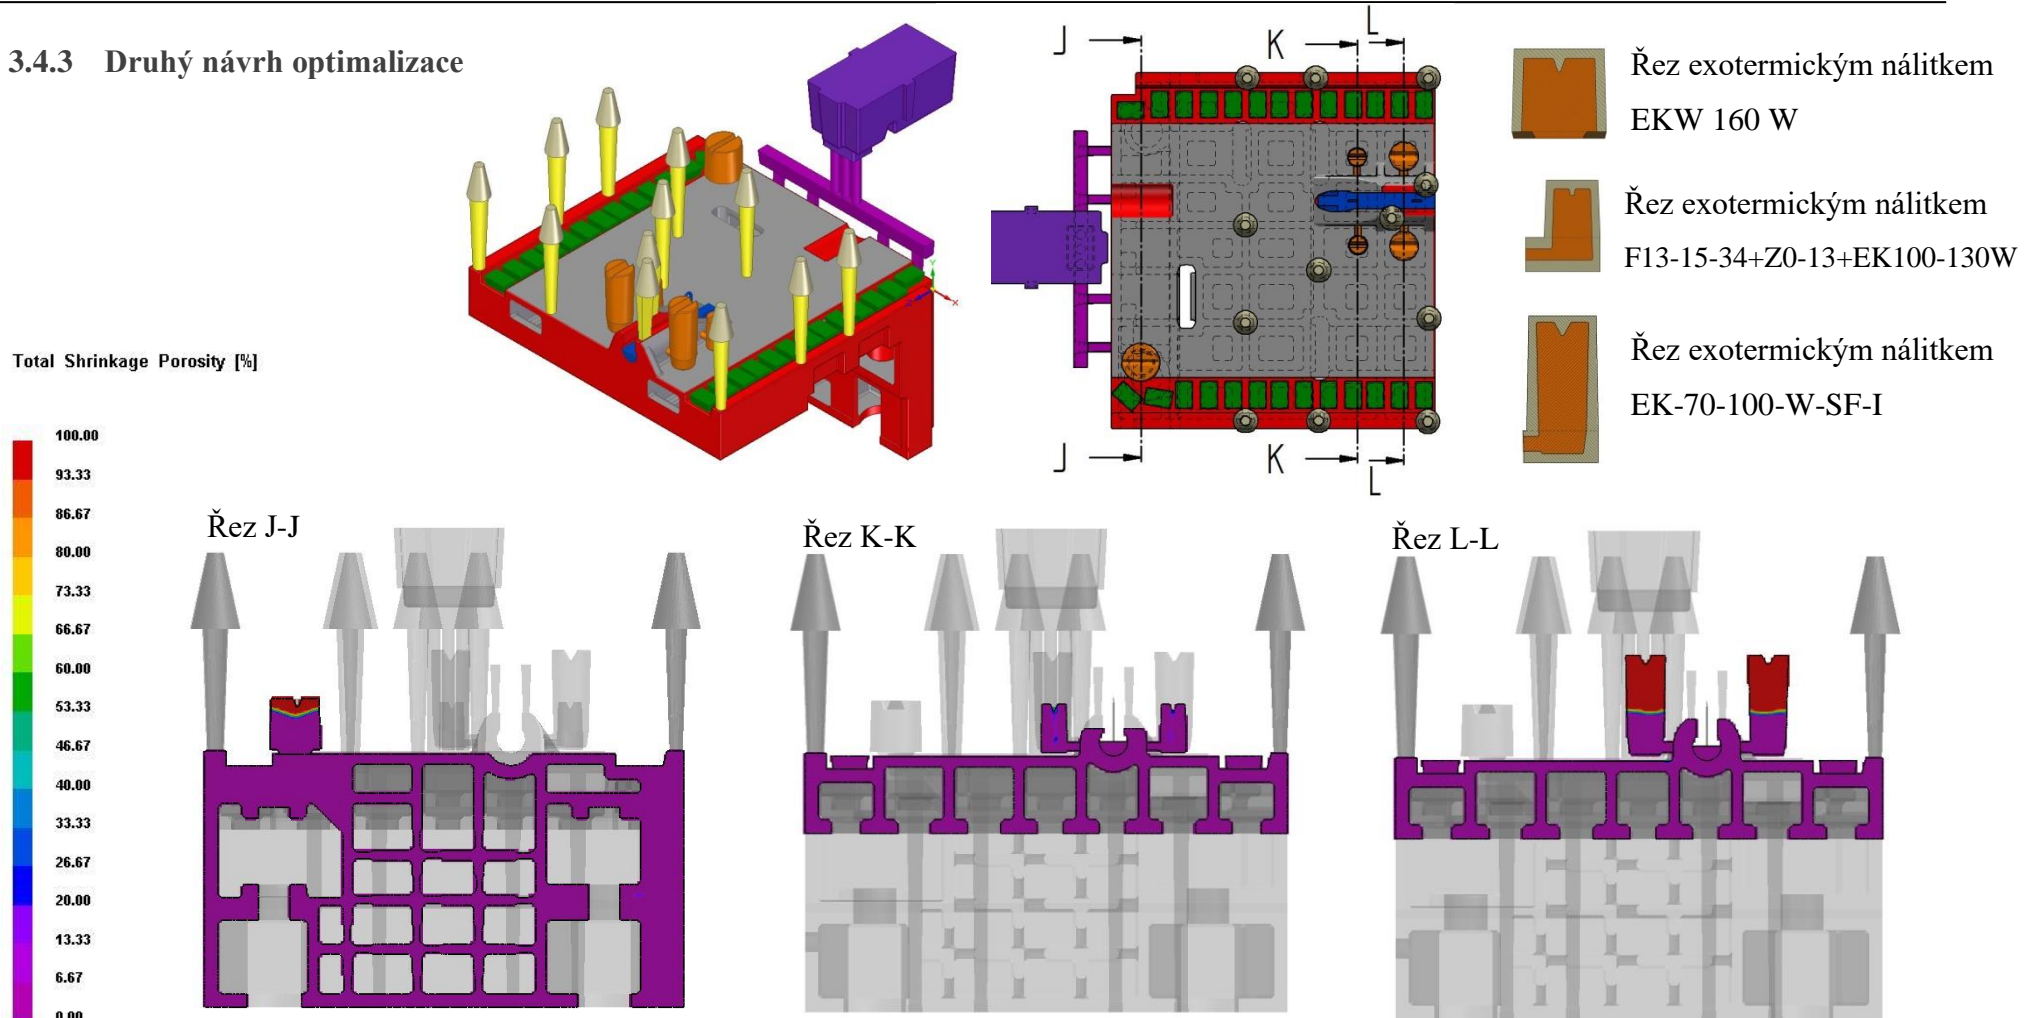 3.4.3 Druhý návrh optimalizace
J
K
L
Řez exotermickým nálitkem
EKW 160 W
Řez exotermickým nálitkem
F13-15-34+Z0-13+EK100-130W
Řez exotermickým nálitkem
EK-70-100-W-SF-I
J
K
L
Total Shrinkage Porosity [%]
100.00
93.33
86.67
80.00
73.33
66.67
60.00
53.33
46.67
40.00
33.33
26.67
20.00
13.33
6.67
0.00
Řez J-J
Řez K-K
Řez L-L